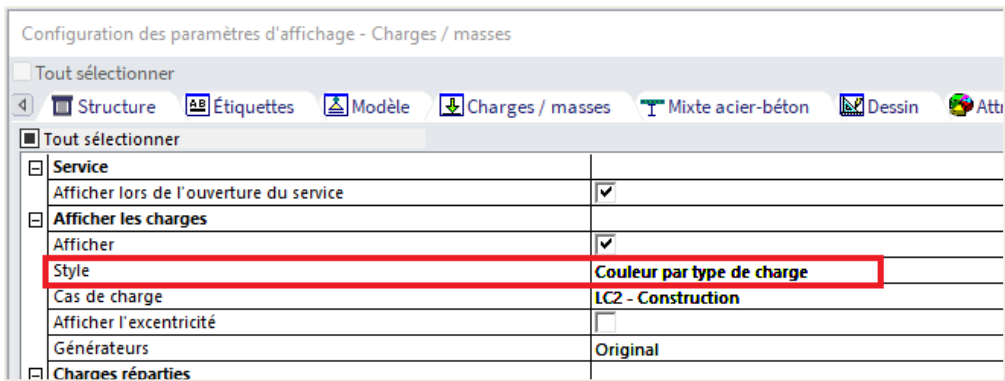 Configuration des paramètres d'affichage - Charges / masses
Tout sélectionner
Structure Étiquettes Modèle Charges / masses Mixte acier-béton Dessin Att
Tout sélectionner
Service
Afficher lors de l'ouverture du service
Afficher les charges
Afficher
Style Couleur par type de charge
Cas de charge LC2 - Construction
Afficher l'excentricité
Générateurs Original
Charges réparties